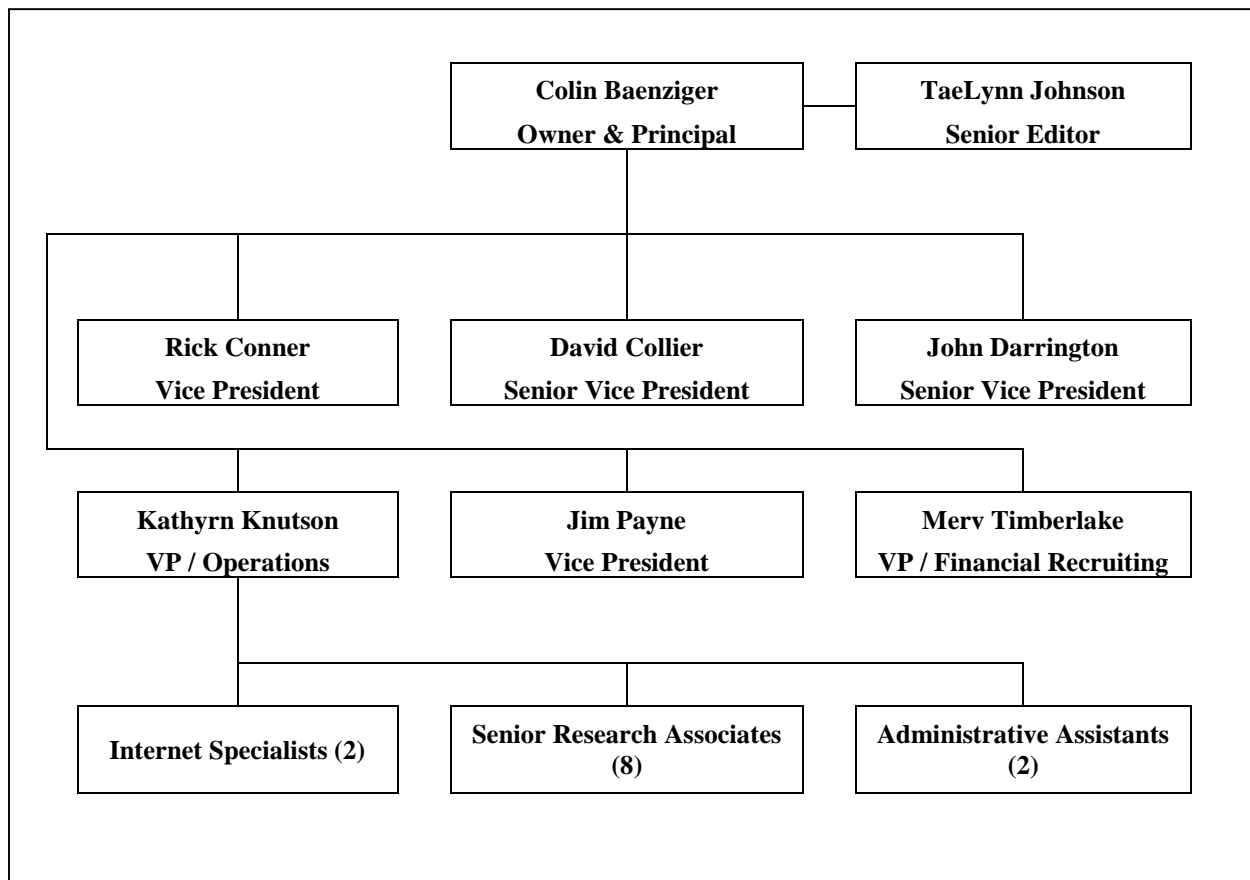 Colin Baenziger
Owner & Principal
TaeLynn Johnson
Senior Editor
Rick Conner
Vice President
David Collier
Senior Vice President
John Darrington
Senior Vice President
Kathyrn Knutson
VP / Operations
Jim Payne
Vice President
Merv Timberlake
VP / Financial Recruiting
Internet Specialists (2)
Senior Research Associates
(8)
Administrative Assistants
(2)